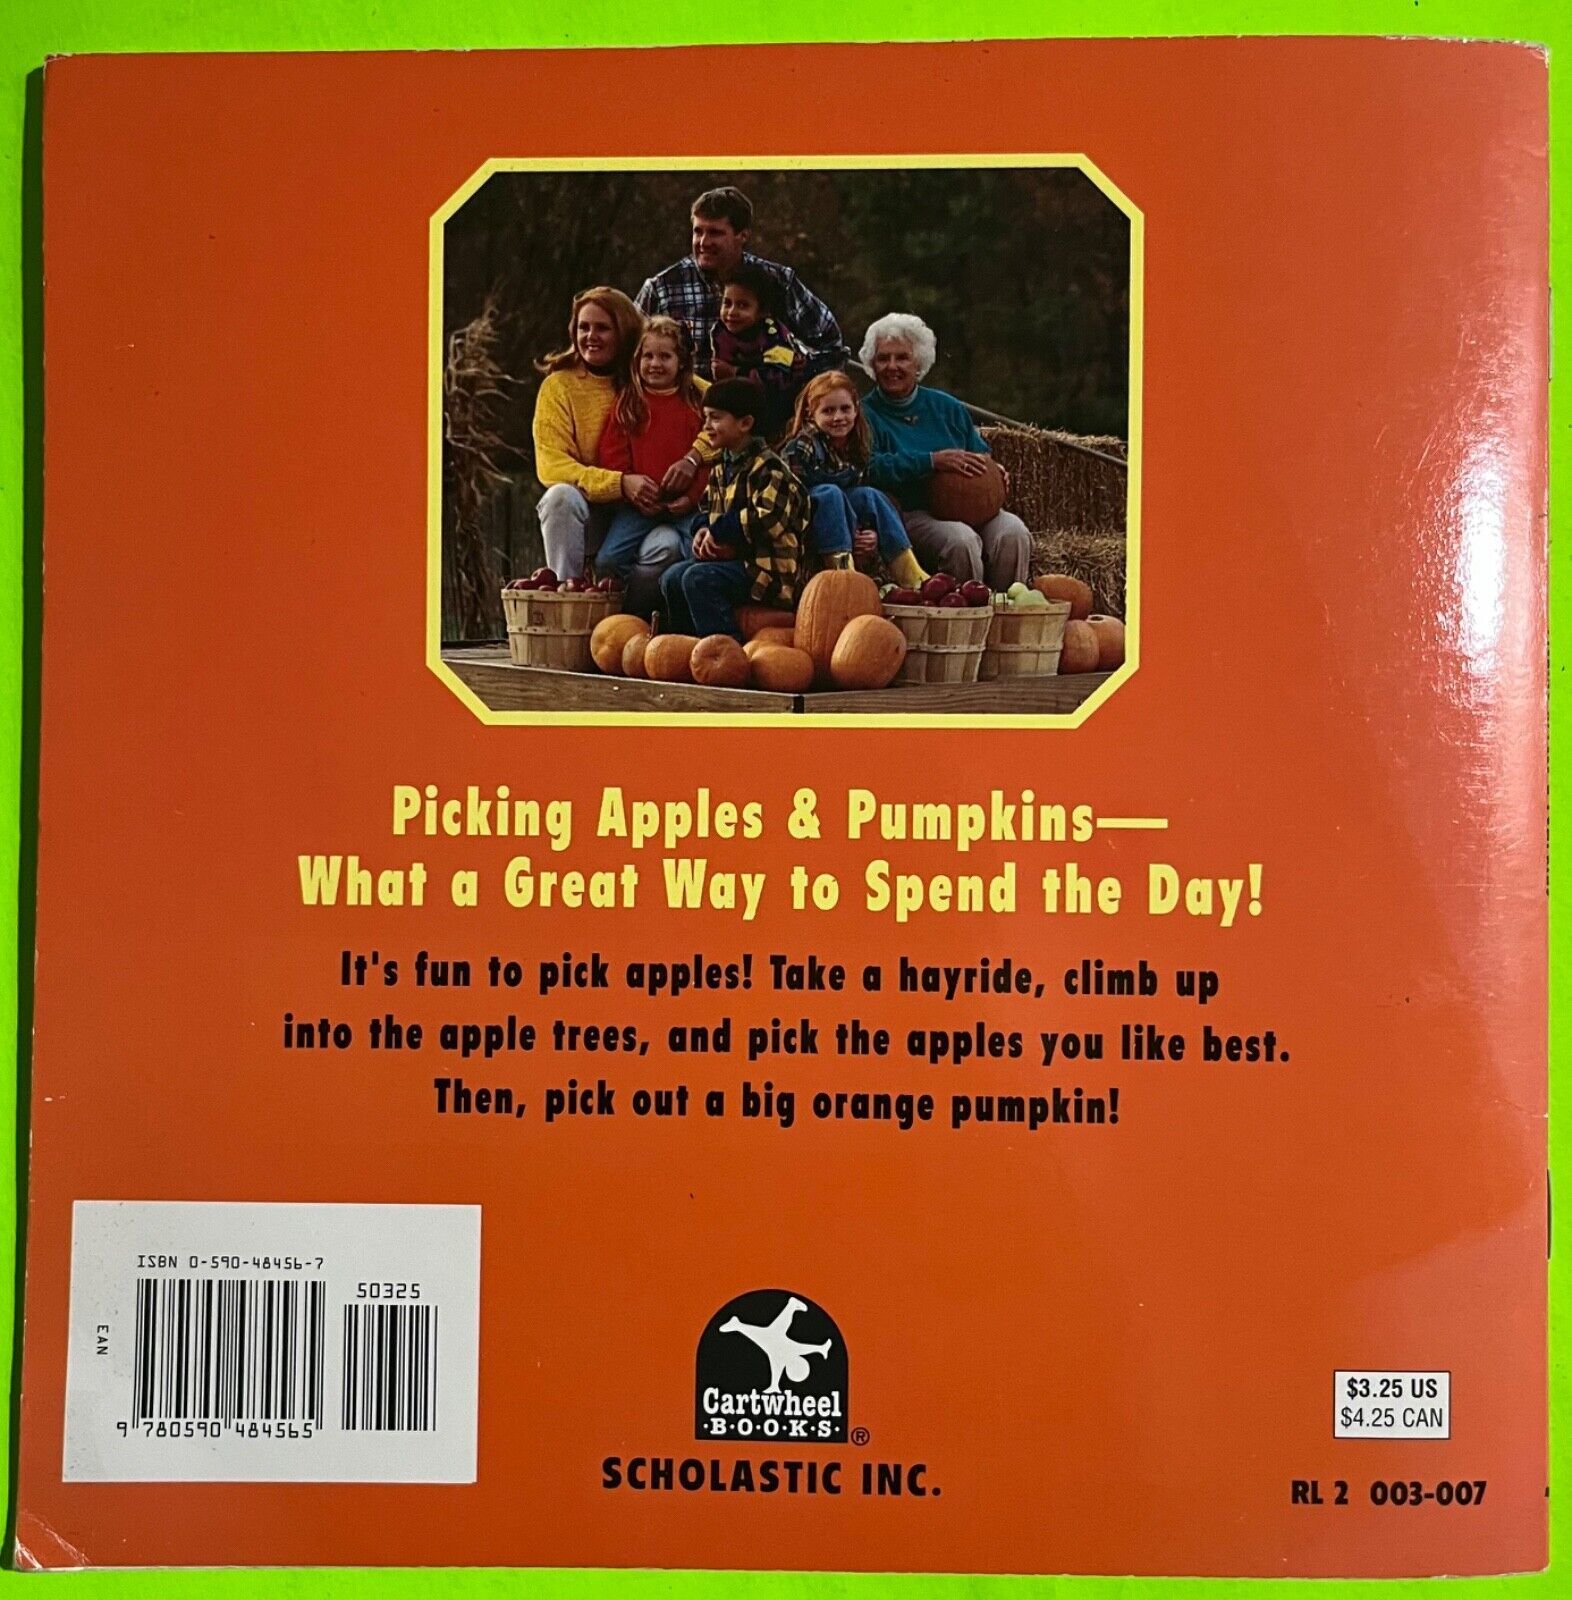 Picking Apples & Pumpkins—
What a Great Way to Spend the Day!
It's fun to pick apples! Take a hayride, climb up
into the apple trees, and pick the apples you like best.
Then, pick out a big orange pumpkin!
ISBN 0-590-48456-7
50325
EAN
9 780590 484565
Cartwheel
·B·O·O·K·S· ®
SCHOLASTIC INC.
$3.25 US
$4.25 CAN
RL 2 003-007